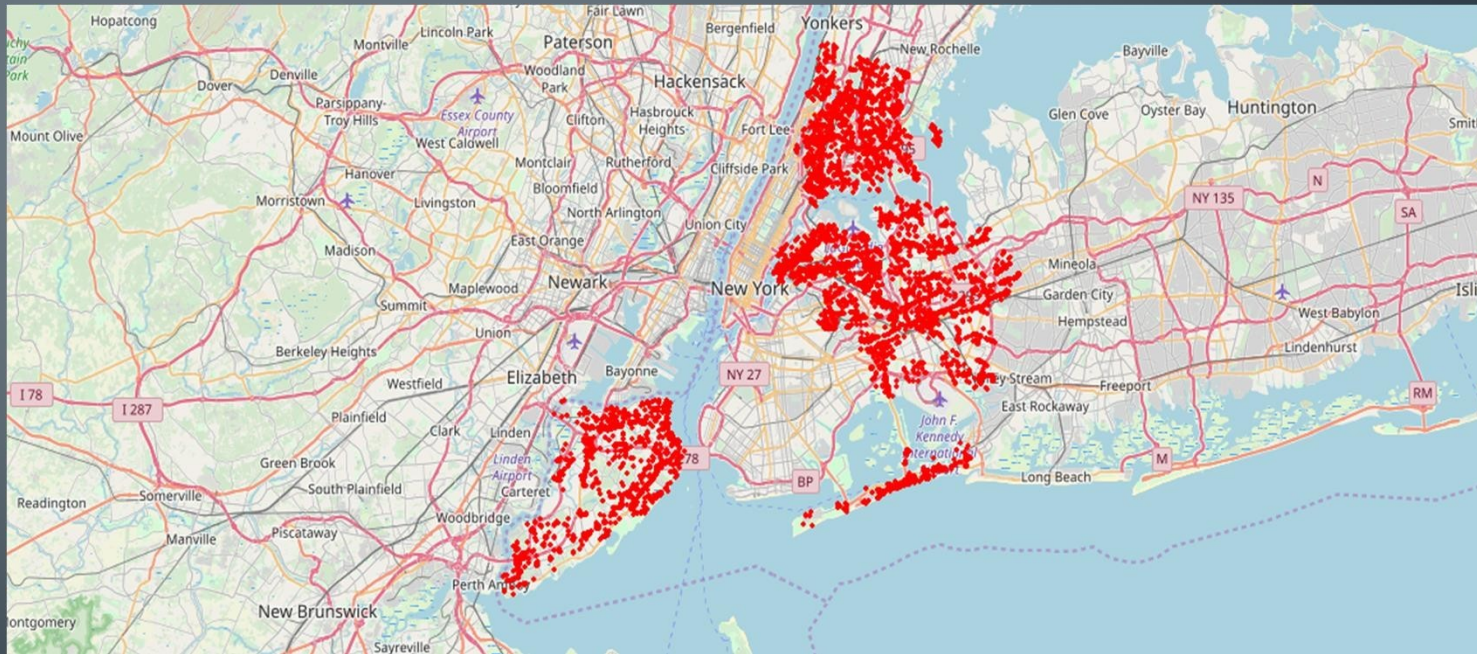 Hopatcong
Fair Lawn
Yonkers
Lincoln Park
Bergenfield
Montville
Paterson
New Rochelle
Bayville
Denville
Woodland
Park
Hackensack
Dover
Parsippany-
Troy Hills
Essex County
Airport
Clifton
Hasbrouck
Heights
Glen Cove
Oyster Bay
Huntington
Mount Olive
West Caldwell
Fort Lee
Montclair
Rutherford
Cliffside Park
Hanover
Bloomfield
N
Morristown
Livingston
North Arlington
NY 135
SA
Union City
East Orange
Madison
Mineola
Maplewood
Newark
New York
Garden City
Summit
West Babylon
Union
Hempstead
Berkeley Heights
Lindenhurst
Bayonne
Elizabeth
NY 27
Westfield
ey Stream
Freeport
I 78
I 287
RM
East Rockaway
Plainfield
Clark
Linden
John F.
Kennedy
International
Green Brook
Linden
Airport
78
M
South Plainfield
BP
Long Beach
Somerville
Carteret
Readington
Woodbridge
Manville
Piscataway
Perth Amboy
New Brunswick
Sayreville